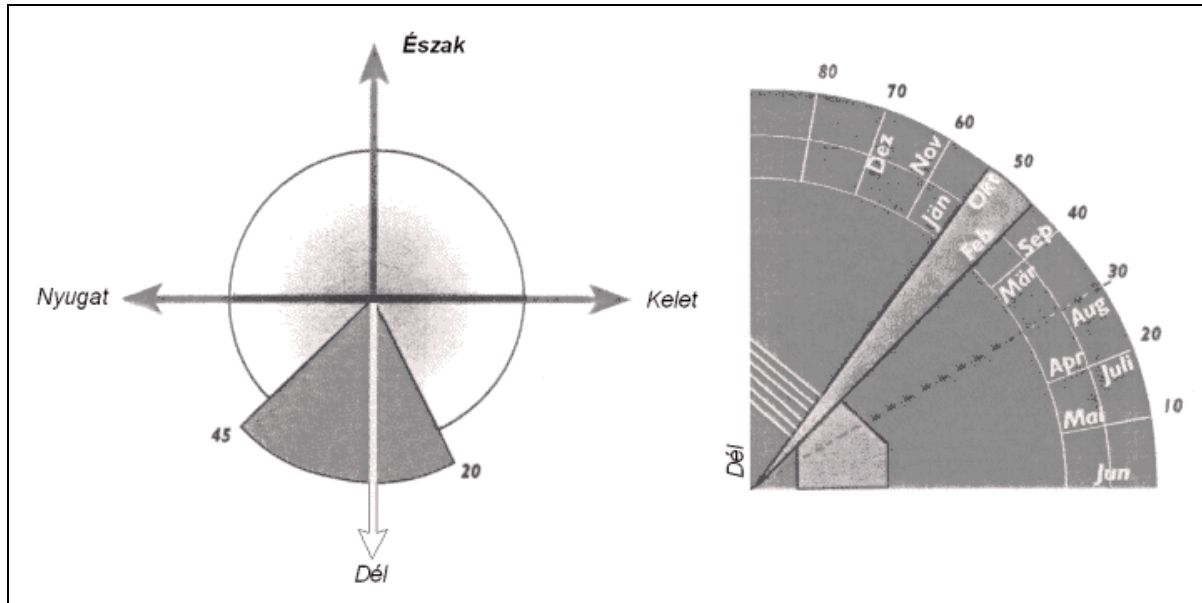 Észak
Nyugat
Kelet
45
20
Dél
80
70
60
50
40
30
20
10
Dez
Nov
Jän
Okt
Feb
Sep
Mär
Aug
Apr
Juli
Mai
Jun
Dél